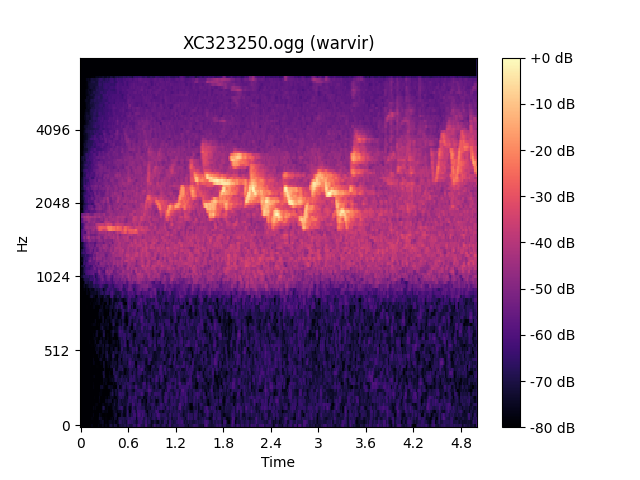 XC323250.ogg (warvir)
+0 dB
-10 dB
-20 dB
-30 dB
-40 dB
-50 dB
-60 dB
-70 dB
-80 dB
4096
2048
1024
512
0
Hz
0 0.6 1.2 1.8 2.4 3 3.6 4.2 4.8
Time